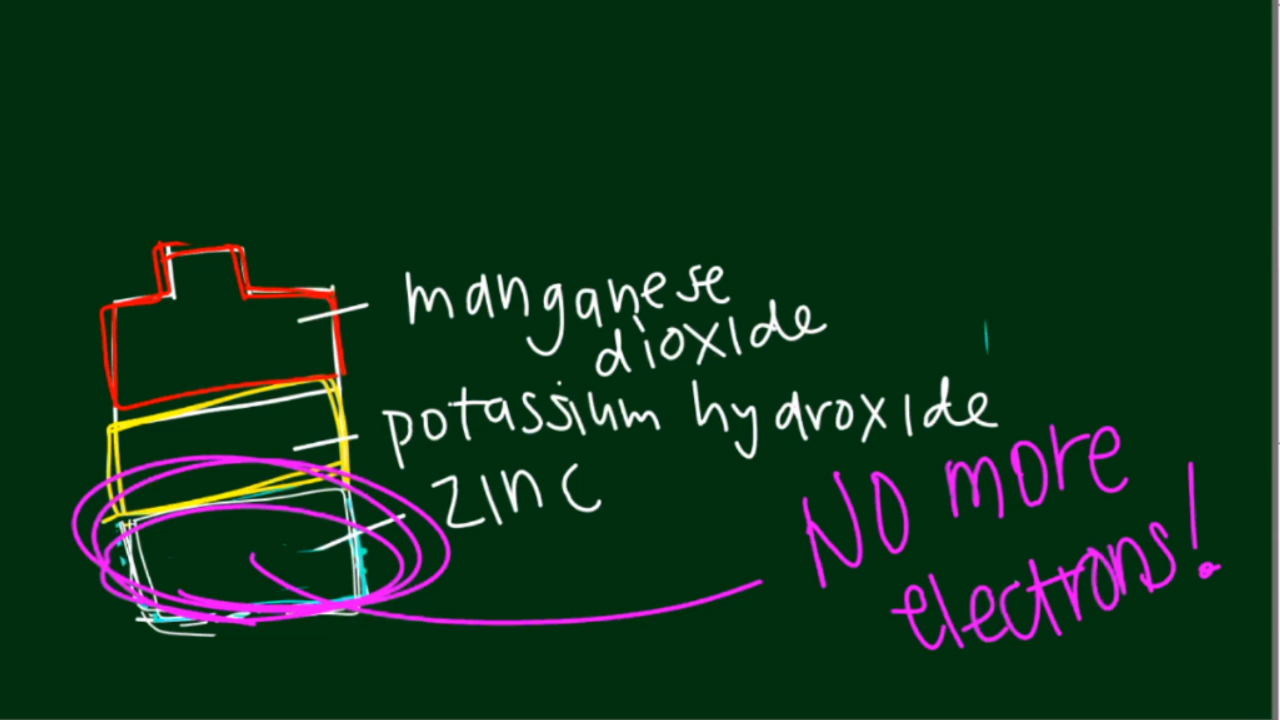 manganese
dioxide
potassium hydroxide
zinc
No more
electrons!